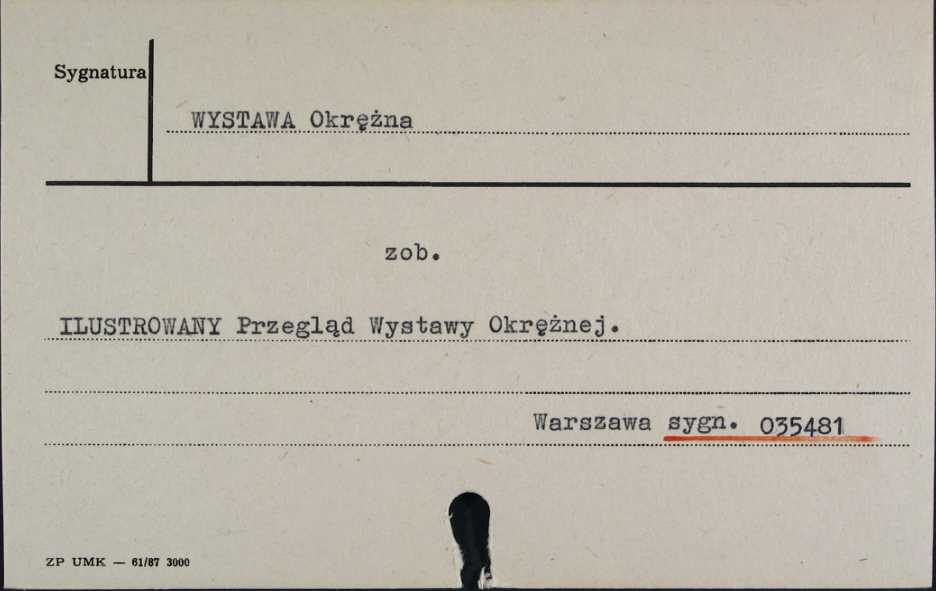 Sygnatura
WYSTAWA Okrężna
zob.
ILUSTROWANY Przegląd Wystawy Okrężnej.
Warszawa sygn. 035481
ZP UMK — 61/87 3000